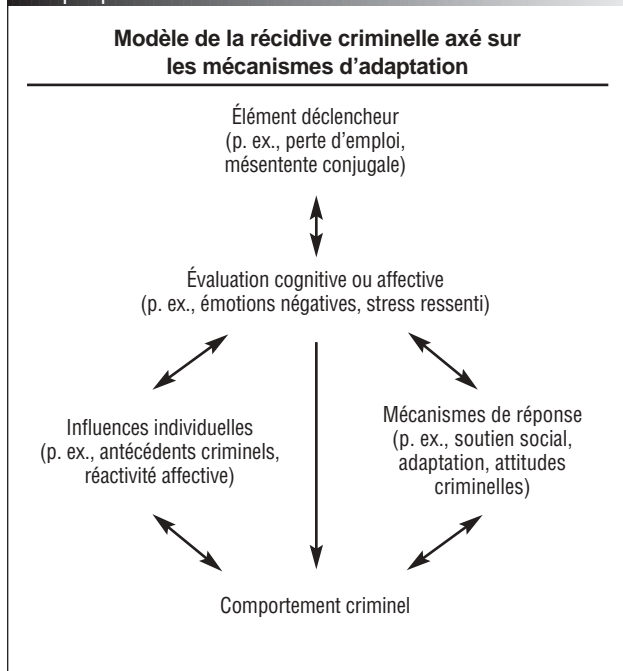 Modèle de la récidive criminelle axé sur
les mécanismes d'adaptation
Élément déclencheur
(p. ex., perte d'emploi,
mésentente conjugale)
Évaluation cognitive ou affective
(p. ex., émotions négatives, stress ressenti)
Influences individuelles
(p. ex., antécédents criminels,
réactivité affective)
Mécanismes de réponse
(p. ex., soutien social,
adaptation, attitudes
criminelles)
Comportement criminel